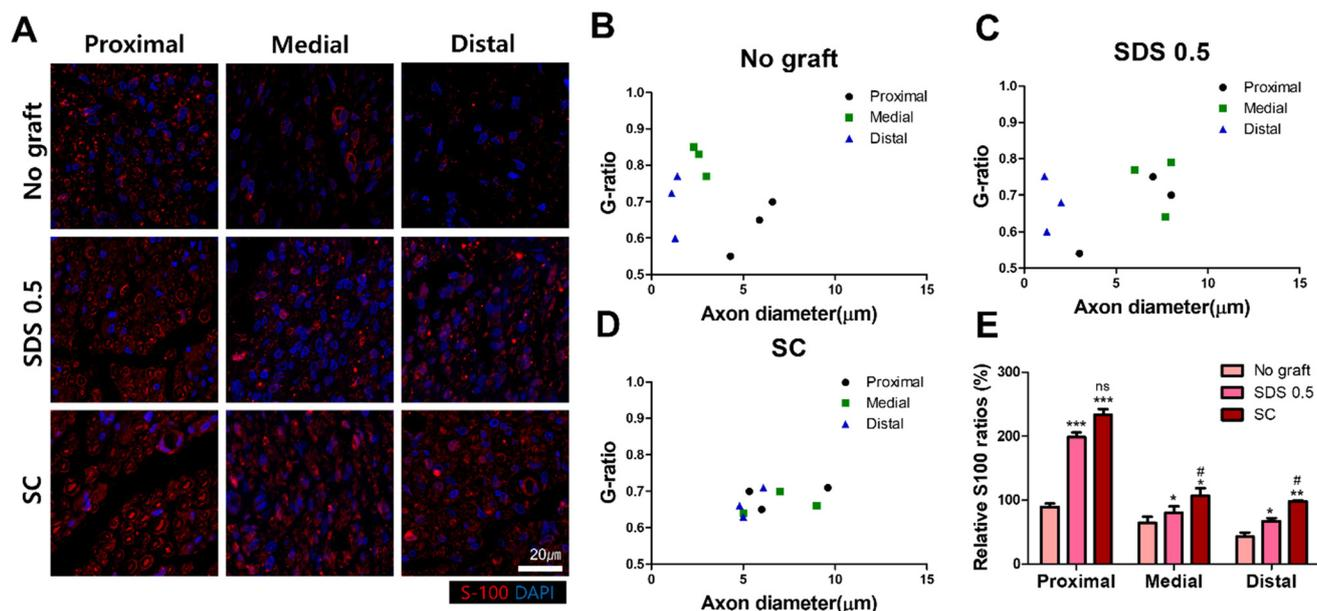 A
Proximal
Medial
Distal
No graft
SDS 0.5
SC
20㎛
S-100 DAPI
B
No graft
G-ratio
1.0
0.9
0.8
0.7
0.6
0.5
0
5
10
15
Axon diameter(μm)
Proximal
Medial
Distal
C
SDS 0.5
G-ratio
1.0
0.9
0.8
0.7
0.6
0.5
0
5
10
15
Axon diameter(μm)
Proximal
Medial
Distal
D
SC
G-ratio
1.0
0.9
0.8
0.7
0.6
0.5
0
5
10
15
Axon diameter(μm)
Proximal
Medial
Distal
E
Relative S100 ratios (%)
300
200
100
0
No graft
SDS 0.5
SC
***
ns
***
*
#
*
*
#
**
Proximal
Medial
Distal